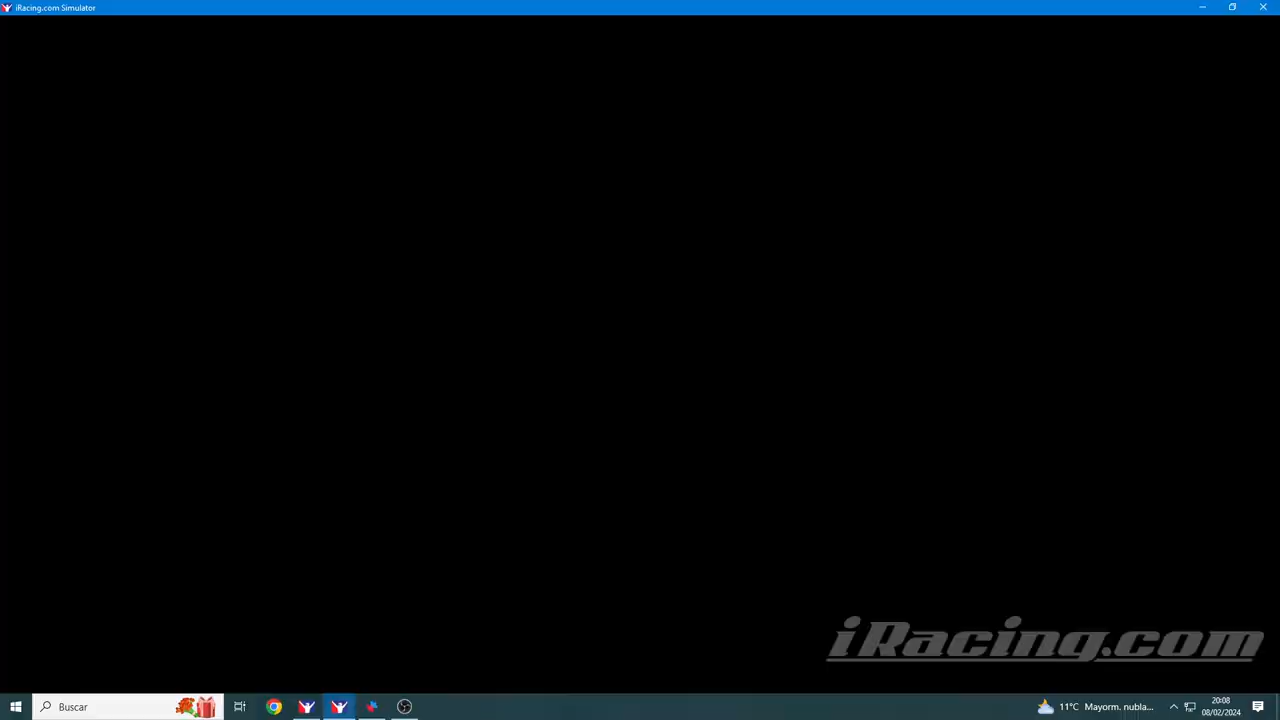 iRacing.com Simulator
iRacing.com
Buscar
11°C Mayorm. nubla...
20:08
08/02/2024